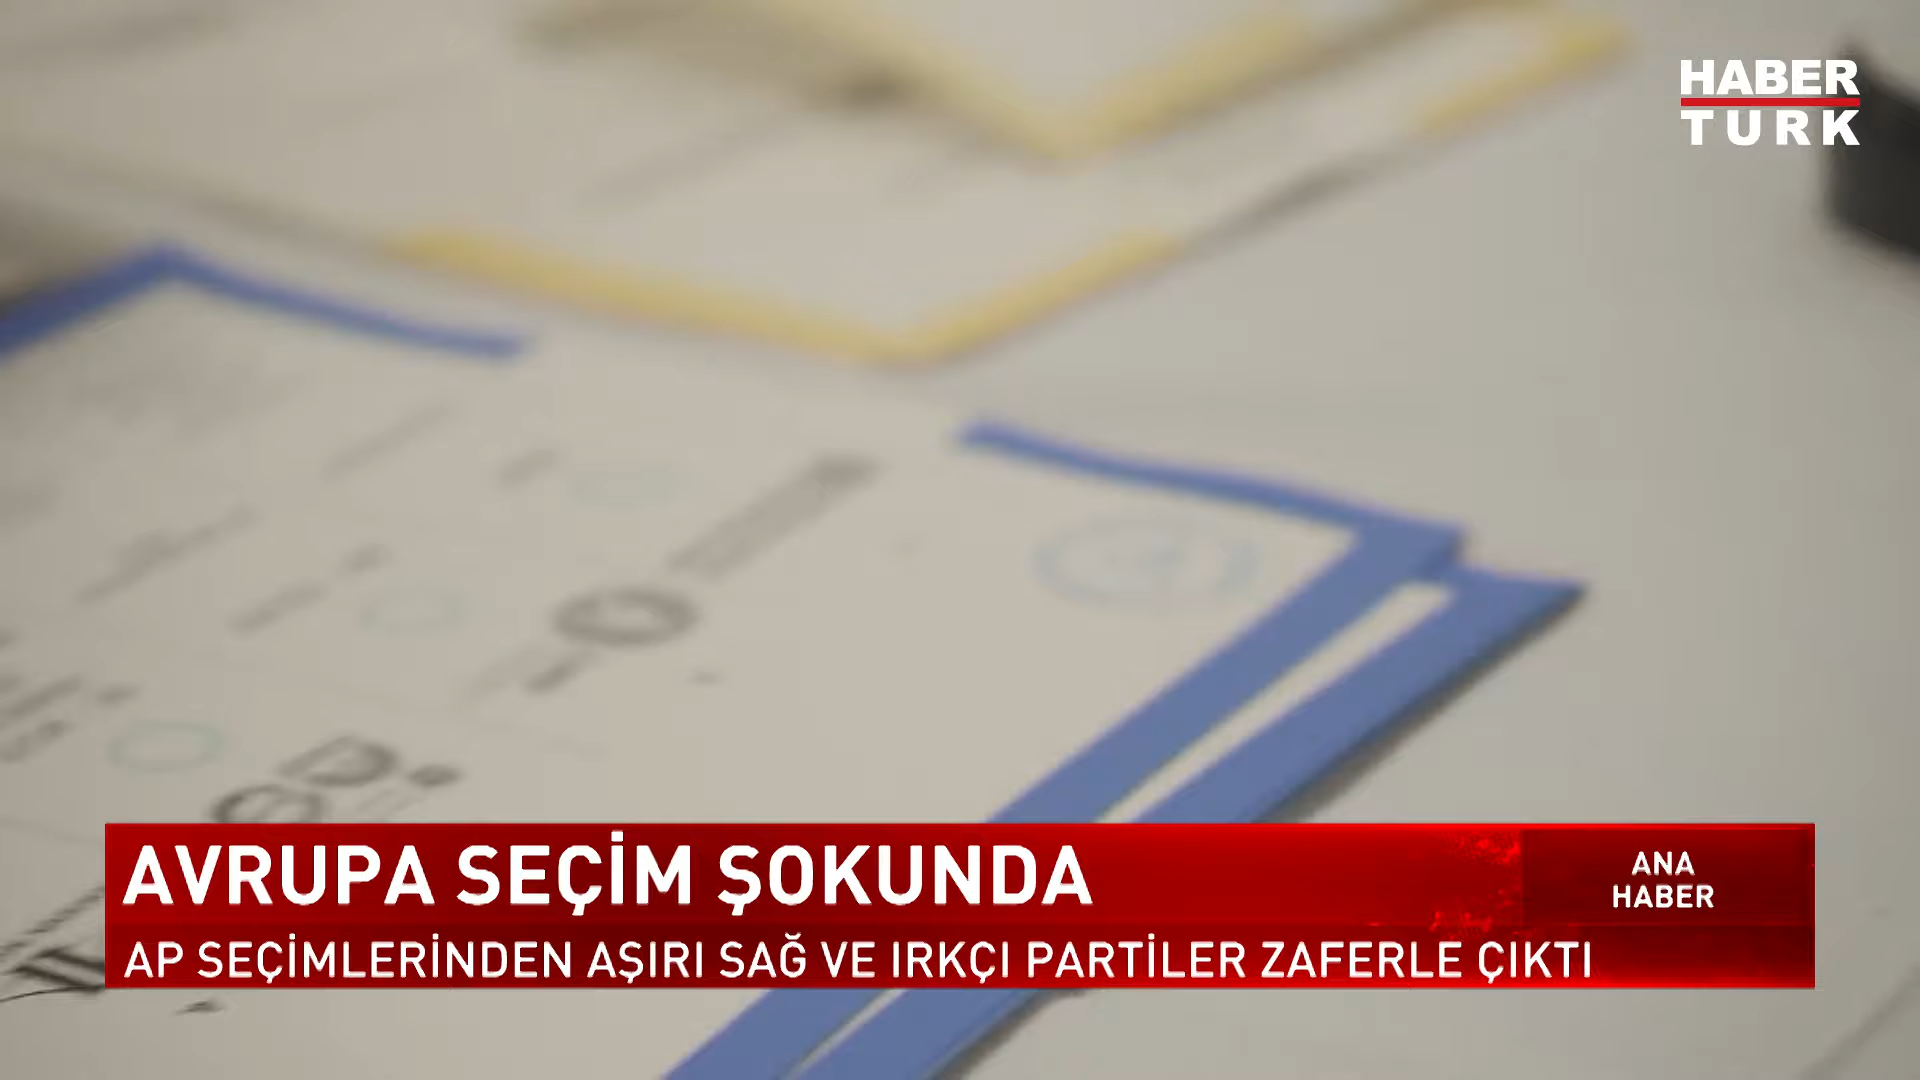 HABER
TURK
AVRUPA SEÇİM ŞOKUNDA
ANA
HABER
AP SEÇİMLERİNDEN AŞIRI SAĞ VE IRKÇI PARTİLER ZAFERLE ÇIKTI